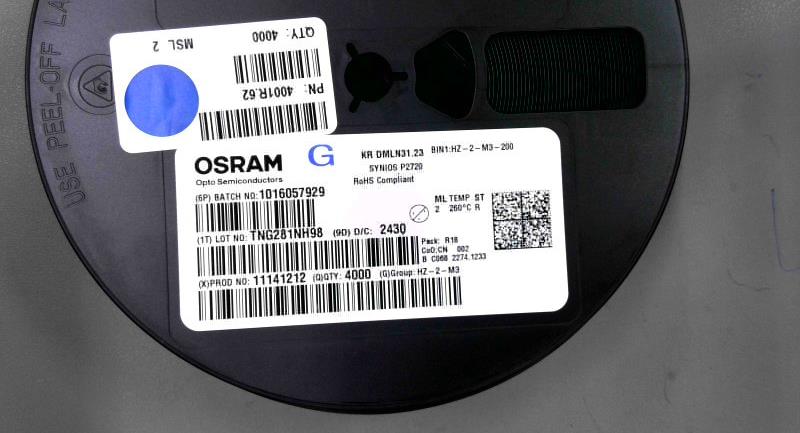 USE PEEL-OFF LA
QTY: 4000
MSL 2
PN: 4001R.62
OSRAM
Opto Semiconductors
G
KR DMLN31.23 BIN1:HZ-2-M3-200
SYNIOS P2720
RoHS Compliant
(6P) BATCH NO: 1016057929
ML TEMP ST
2 260°C R
(1T) LOT NO: TNG281NH98 (9D) D/C: 2430
Pack: R18
CoO:CN 002
B C068 2274.1233
(X)PROD NO: 11141212 (Q)QTY: 4000 (G)Group: HZ-2-M3